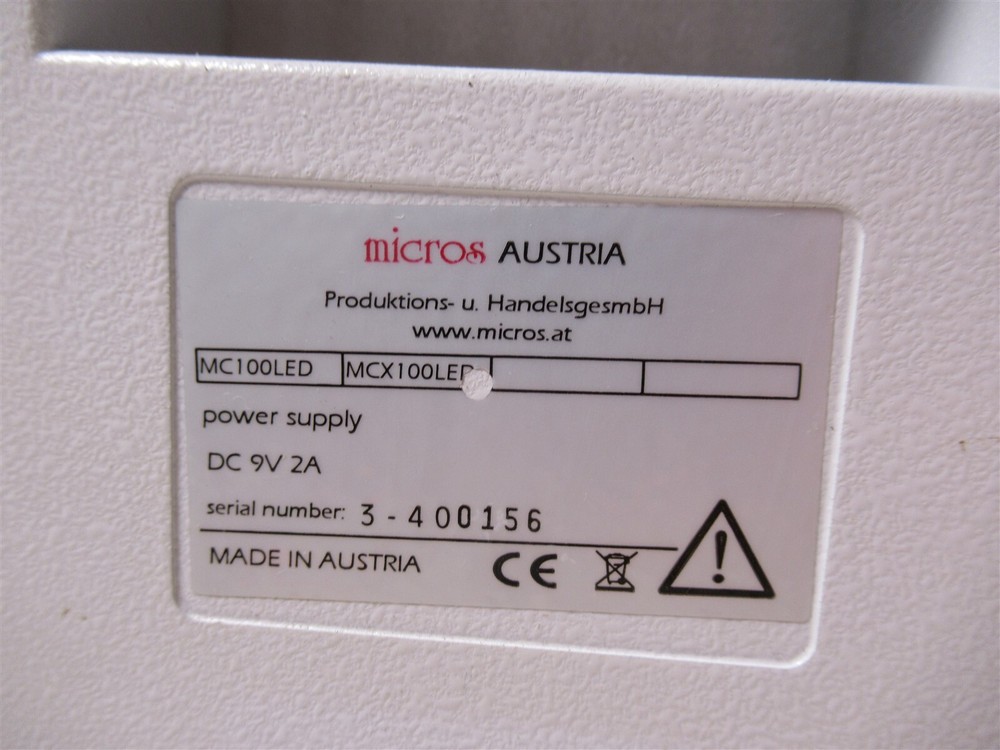 micros AUSTRIA
Produktions- u. HandelsgesmbH
www.micros.at
MC100LED MCX100LED
power supply
DC 9V 2A
serial number: 3-400156
MADE IN AUSTRIA CE